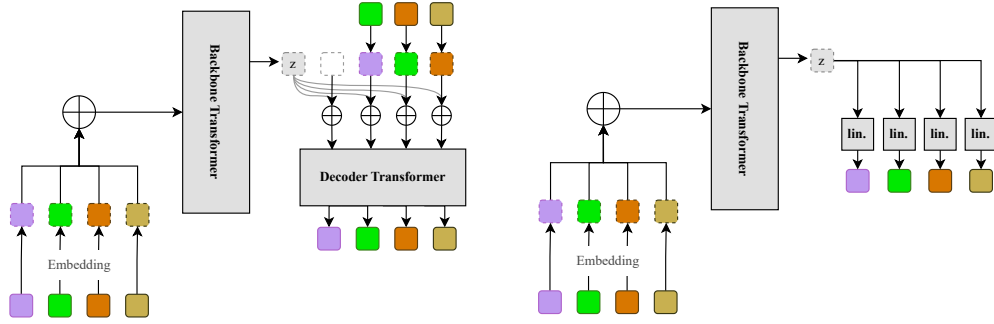 Backbone Transformer
z
Decoder Transformer
Embedding
Backbone Transformer
z
lin.
lin.
lin.
lin.
Embedding